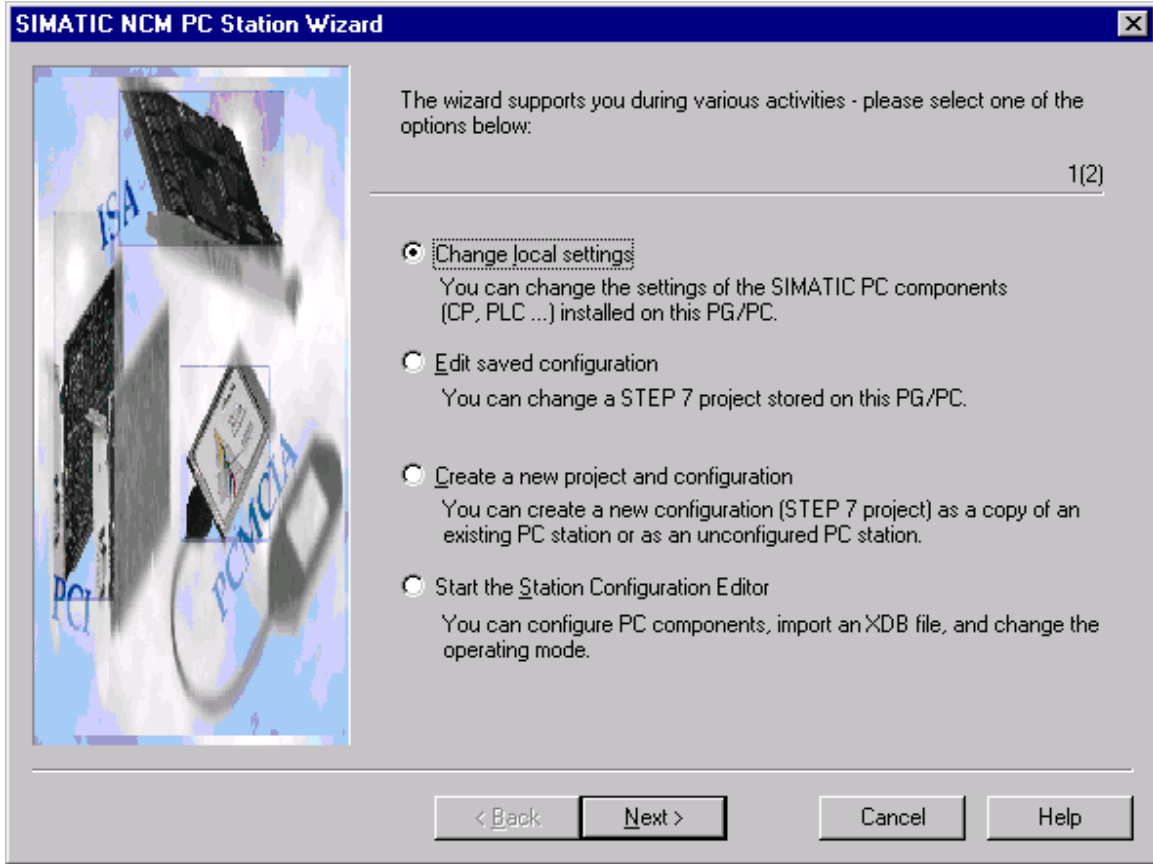 SIMATIC NCM PC Station Wizard
The wizard supports you during various activities - please select one of the
options below:
1(2)
ISA
PCI
PCMCIA
Change local settings
You can change the settings of the SIMATIC PC components
(CP, PLC ...) installed on this PG/PC.
Edit saved configuration
You can change a STEP 7 project stored on this PG/PC.
Create a new project and configuration
You can create a new configuration (STEP 7 project) as a copy of an
existing PC station or as an unconfigured PC station.
Start the Station Configuration Editor
You can configure PC components, import an XDB file, and change the
operating mode.
< Back
Next >
Cancel
Help